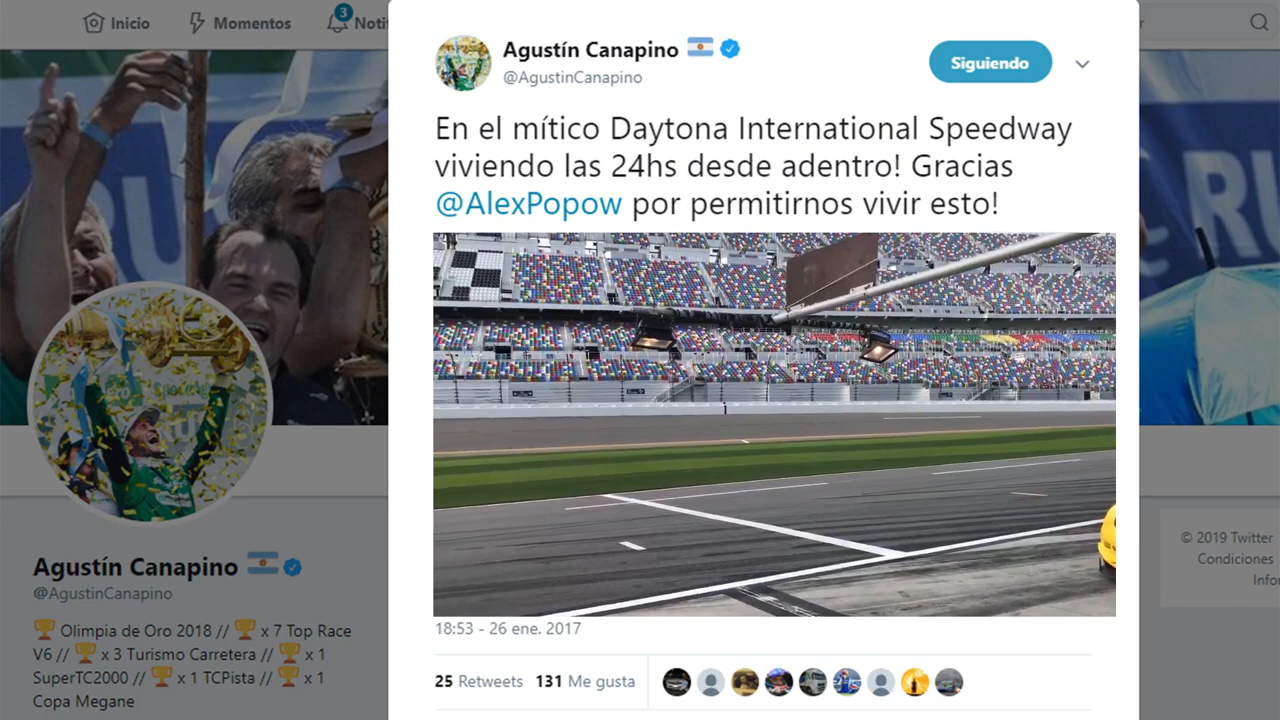 Inicio
Momentos
3
Agustín Canapino
@AgustinCanapino
Siguiendo
En el mítico Daytona International Speedway
viviendo las 24hs desde adentro! Gracias
@AlexPopow por permitirnos vivir esto!
18:53 - 26 ene. 2017
25 Retweets 131 Me gusta
Agustín Canapino
@AgustinCanapino
Olimpia de Oro 2018 // x 7 Top Race
V6 // x 3 Turismo Carretera // x 1
SuperTC2000 // x 1 TCPista // x 1
Copa Megane
© 2019 Twitter
Condiciones